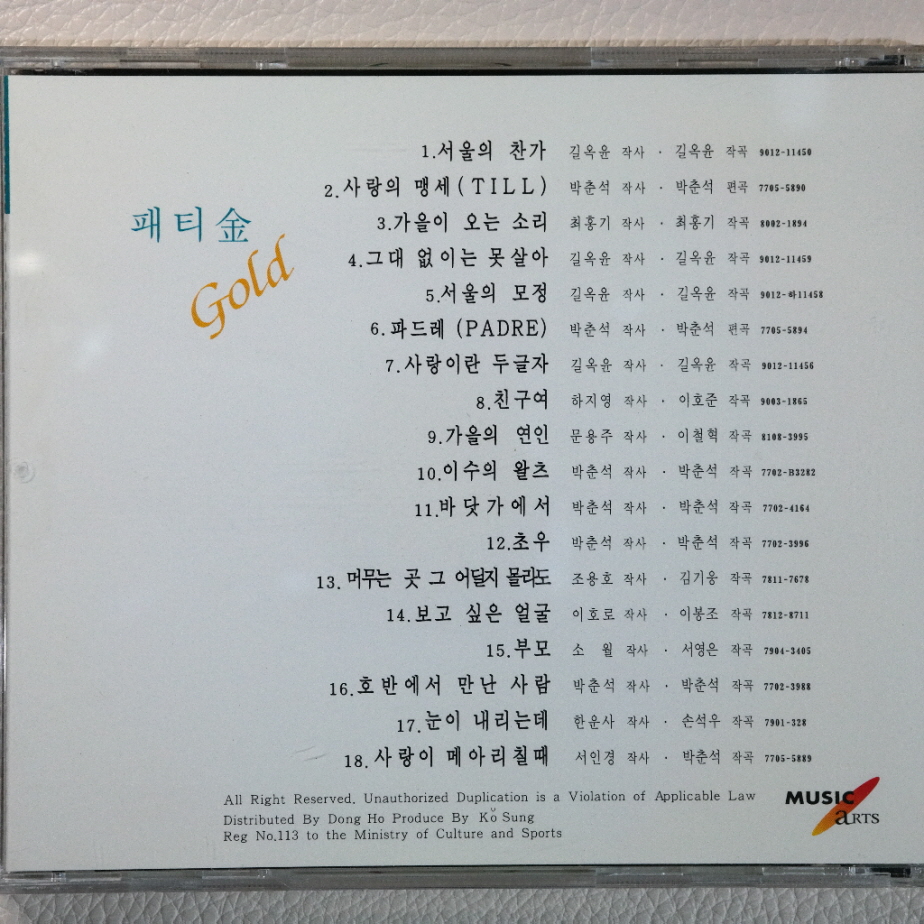 패티金
Gold
1.서울의 찬가 길옥윤 작사 · 길옥윤 작곡 9012-11450
2.사랑의 맹세(TILL) 박춘석 작사 · 박춘석 편곡 7705-5890
3.가을이 오는 소리 최홍기 작사 · 최홍기 작곡 8002-1894
4.그대 없이는 못살아 길옥윤 작사 · 길옥윤 작곡 9012-11459
5.서울의 모정 길옥윤 작사 · 길옥윤 작곡 9012-하11458
6.파드레(PADRE) 박춘석 작사 · 박춘석 편곡 7705-5894
7.사랑이란 두글자 길옥윤 작사 · 길옥윤 작곡 9012-11456
8.친구여 하지영 작사 · 이호준 작곡 9003-1865
9.가을의 연인 문용주 작사 · 이철혁 작곡 8108-3995
10.이수의 왈츠 박춘석 작사 · 박춘석 작곡 7702-B3282
11.바닷가에서 박춘석 작사 · 박춘석 작곡 7702-4164
12.초우 박춘석 작사 · 박춘석 작곡 7702-3996
13.머무는 곳 그 어딜지 몰라도 조용호 작사 · 김기웅 작곡 7811-7678
14.보고 싶은 얼굴 이호로 작사 · 이봉조 작곡 7812-8711
15.부모 소 월 작사 · 서영은 작곡 7904-3405
16.호반에서 만난 사람 박춘석 작사 · 박춘석 작곡 7702-3988
17.눈이 내리는데 한운사 작사 · 손석우 작곡 7901-328
18.사랑이 메아리칠때 서인경 작사 · 박춘석 작곡 7705-5889
All Right Reserved. Unauthorized Duplication is a Violation of Applicable Law
Distributed By Dong Ho Produce By Kŏ Sung
Reg No.113 to the Ministry of Culture and Sports
MUSIC
aRTS